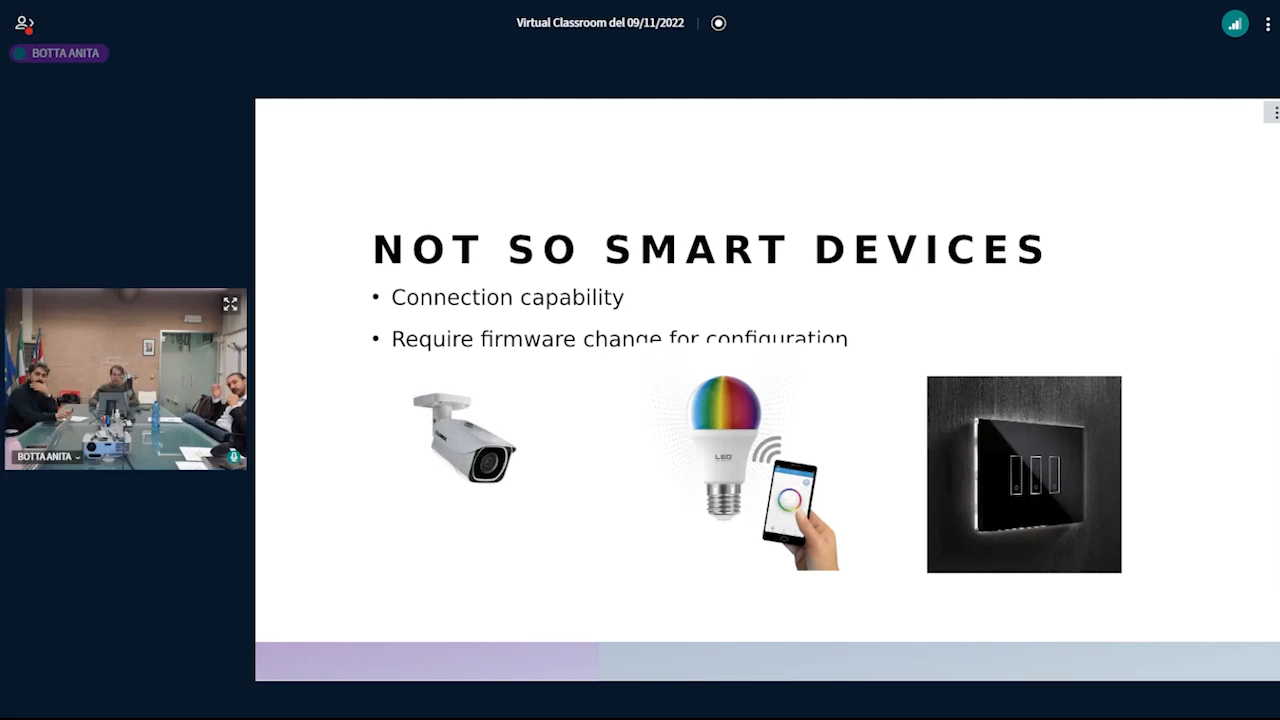 Virtual Classroom del 09/11/2022
BOTTA ANITA
NOT SO SMART DEVICES
• Connection capability
• Require firmware change for configuration
LED
BOTTA ANITA